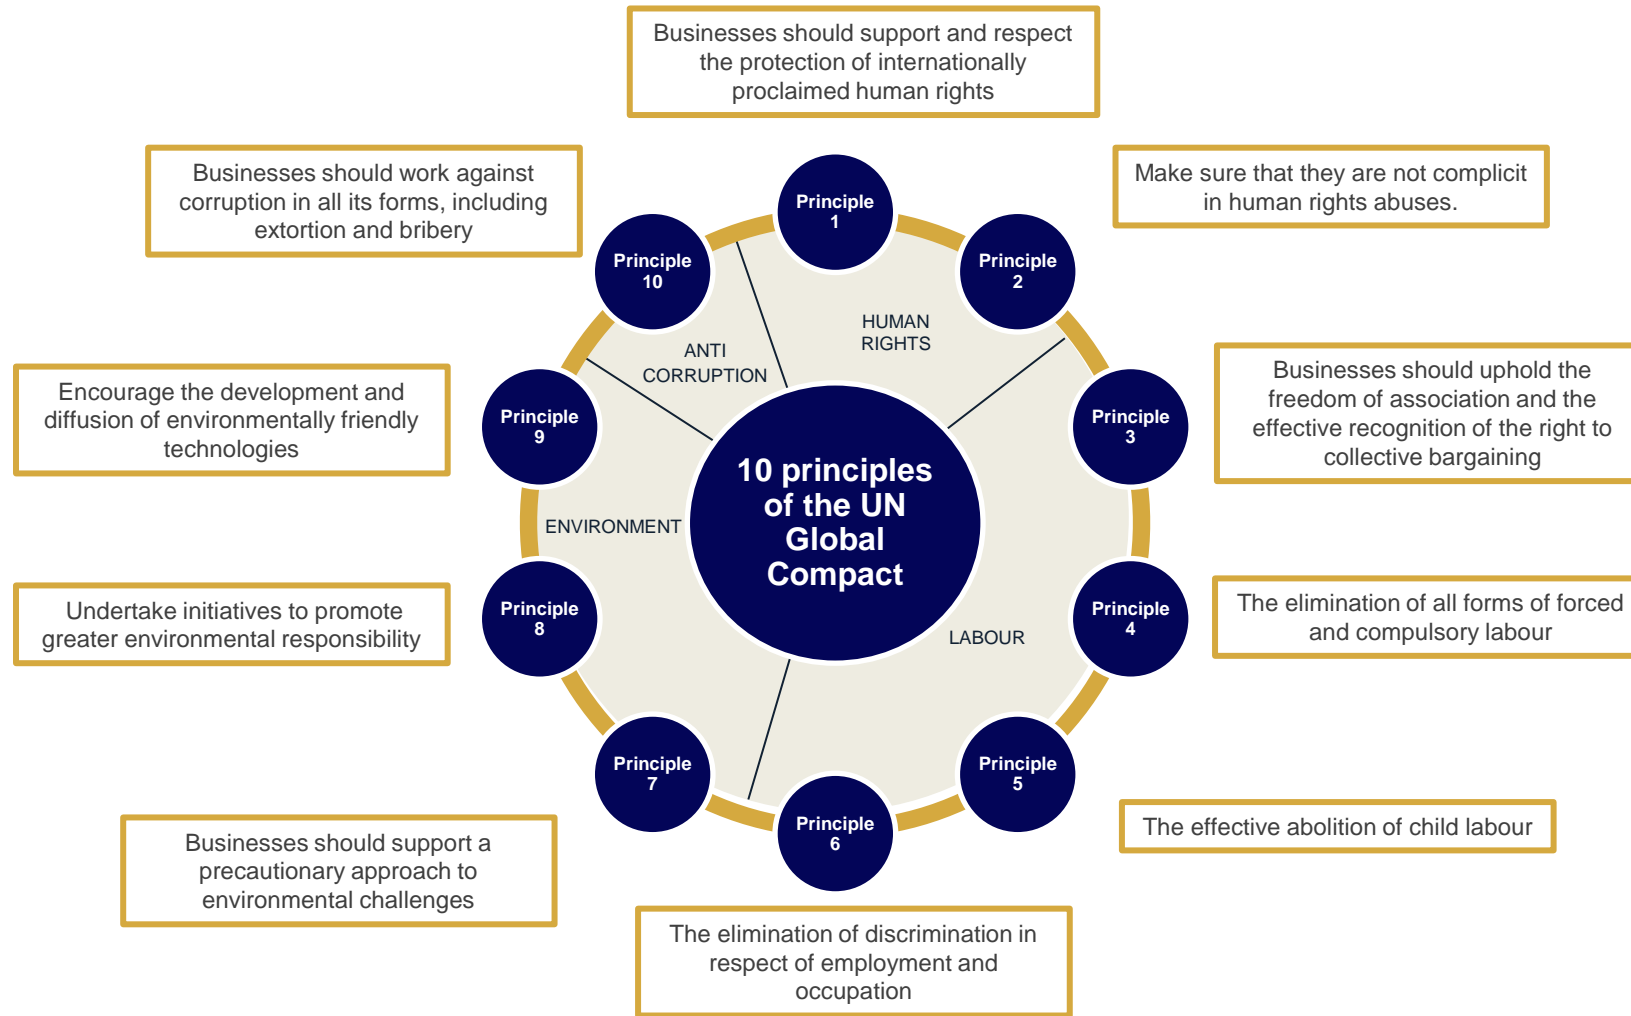 Businesses should support and respect
the protection of internationally
proclaimed human rights
Principle
1
Make sure that they are not complicit
in human rights abuses.
Principle
2
Businesses should uphold the
freedom of association and the
effective recognition of the right to
collective bargaining
Principle
3
The elimination of all forms of forced
and compulsory labour
Principle
4
The effective abolition of child labour
Principle
5
The elimination of discrimination in
respect of employment and
occupation
Principle
6
Businesses should support a
precautionary approach to
environmental challenges
Principle
7
Undertake initiatives to promote
greater environmental responsibility
Principle
8
Encourage the development and
diffusion of environmentally friendly
technologies
Principle
9
Businesses should work against
corruption in all its forms, including
extortion and bribery
Principle
10
HUMAN
RIGHTS
LABOUR
ENVIRONMENT
ANTI
CORRUPTION
10 principles
of the UN
Global
Compact